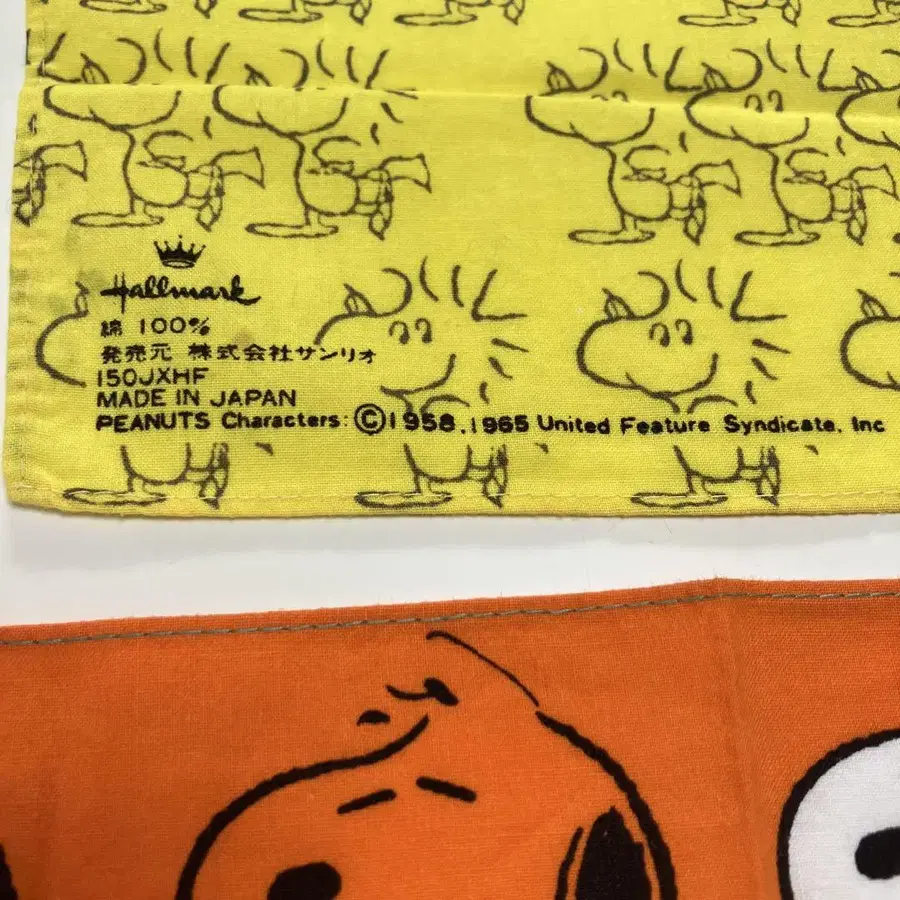 Hallmark
綿 100%
発売元 株式会社サンリオ
150JXHF
MADE IN JAPAN
PEANUTS Characters: ©1958.1965 United Feature Syndicate, Inc